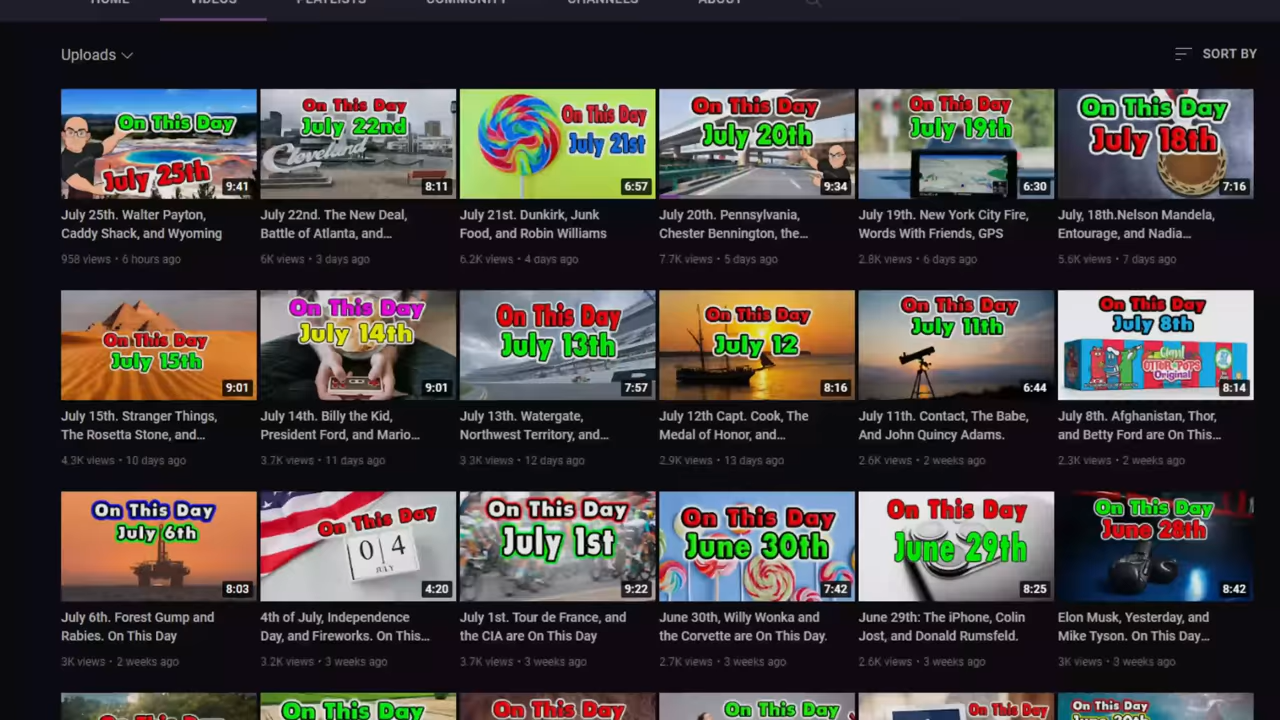 HOME VIDEOS PLAYLISTS COMMUNITY CHANNELS ABOUT
Uploads
SORT BY
On This Day
July 25th
9:41
On This Day
July 22nd
Cleveland
8:11
On This Day
July 21st
6:57
On This Day
July 20th
9:34
On This Day
July 19th
6:30
On This Day
July 18th
7:16
July 25th. Walter Payton,
Caddy Shack, and Wyoming
958 views • 6 hours ago
July 22nd. The New Deal,
Battle of Atlanta, and...
6K views • 3 days ago
July 21st. Dunkirk, Junk
Food, and Robin Williams
6.2K views • 4 days ago
July 20th. Pennsylvania,
Chester Bennington, the...
7.7K views • 5 days ago
July 19th. New York City Fire,
Words With Friends, GPS
2.8K views • 6 days ago
July, 18th.Nelson Mandela,
Entourage, and Nadia...
5.6K views • 7 days ago
On This Day
July 15th
9:01
On This Day
July 14th
9:01
On This Day
July 13th
7:57
On This Day
July 12
8:16
On This Day
July 11th
6:44
On This Day
July 8th
Giant
OTTER POPS
Original
8:14
July 15th. Stranger Things,
The Rosetta Stone, and...
4.3K views • 10 days ago
July 14th. Billy the Kid,
President Ford, and Mario...
3.7K views • 11 days ago
July 13th. Watergate,
Northwest Territory, and...
3.3K views • 12 days ago
July 12th Capt. Cook, The
Medal of Honor, and...
2.9K views • 13 days ago
July 11th. Contact, The Babe,
And John Quincy Adams.
2.6K views • 2 weeks ago
July 8th. Afghanistan, Thor,
and Betty Ford are On This...
2.3K views • 2 weeks ago
On This Day
July 6th
8:03
On This Day
04
JULY
4:20
On This Day
July 1st
9:22
On This Day
June 30th
7:42
On This Day
June 29th
8:25
On This Day
June 28th
8:42
July 6th. Forest Gump and
Rabies. On This Day
3K views • 2 weeks ago
4th of July, Independence
Day, and Fireworks. On This...
3.2K views • 3 weeks ago
July 1st. Tour de France, and
the CIA are On This Day
3.7K views • 3 weeks ago
June 30th, Willy Wonka and
the Corvette are On This Day.
2.7K views • 3 weeks ago
June 29th: The iPhone, Colin
Jost, and Donald Rumsfeld.
2.6K views • 3 weeks ago
Elon Musk, Yesterday, and
Mike Tyson. On This Day...
3K views • 3 weeks ago
On This Day
On This Day
On This Day
On This Day
On This Day
On This Day